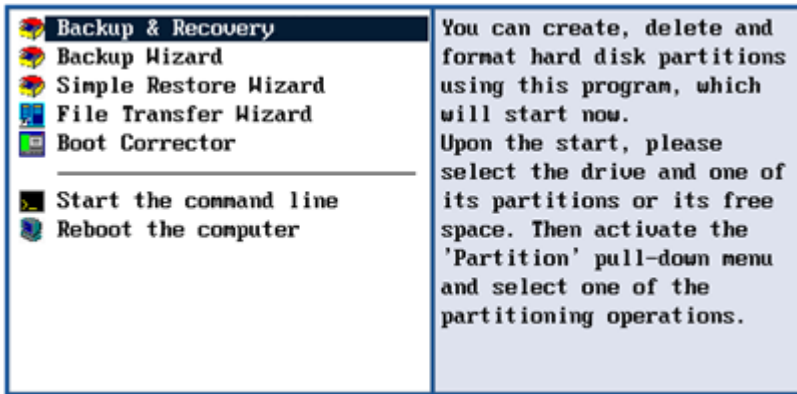 Backup & Recovery
Backup Wizard
Simple Restore Wizard
File Transfer Wizard
Boot Corrector
Start the command line
Reboot the computer
You can create, delete and
format hard disk partitions
using this program, which
will start now.
Upon the start, please
select the drive and one of
its partitions or its free
space. Then activate the
'Partition' pull-down menu
and select one of the
partitioning operations.